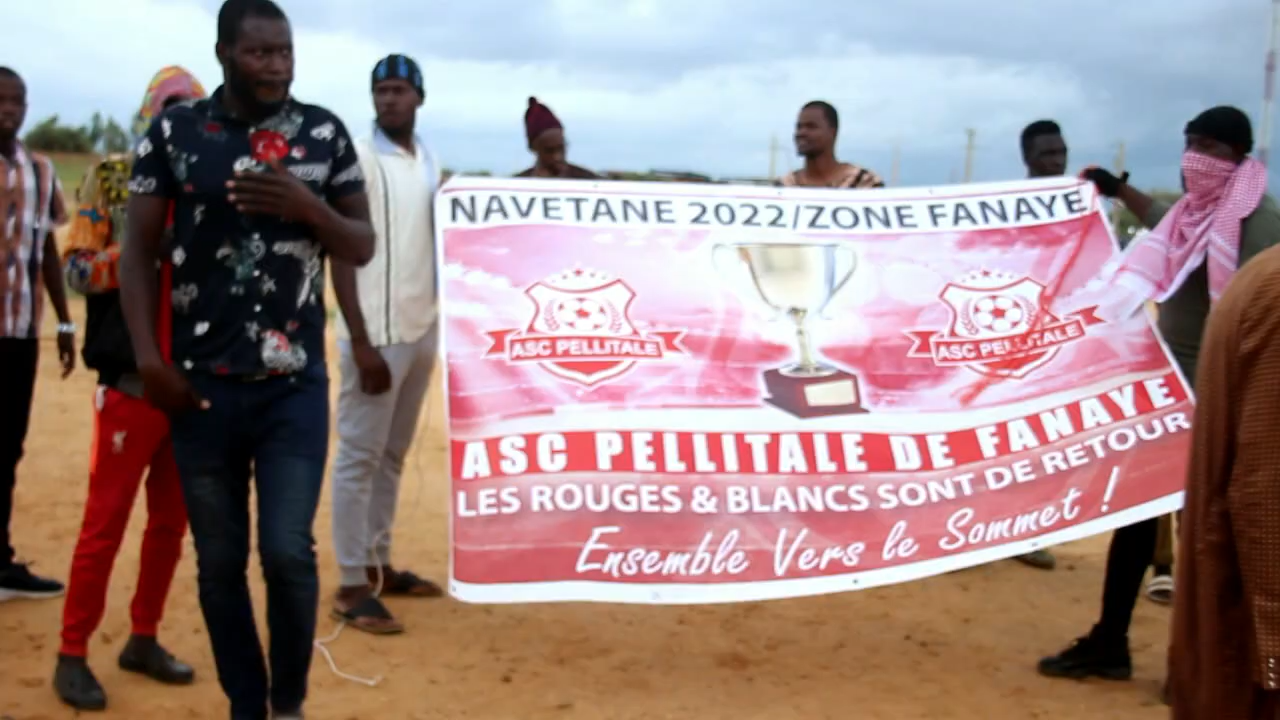 NAVETANE 2022/ZONE FANAYE
ASC PELLITALE
ASC PELLITALE
ASC PELLITALE DE FANAYE
LES ROUGES & BLANCS SONT DE RETOUR
Ensemble Vers le Sommet !